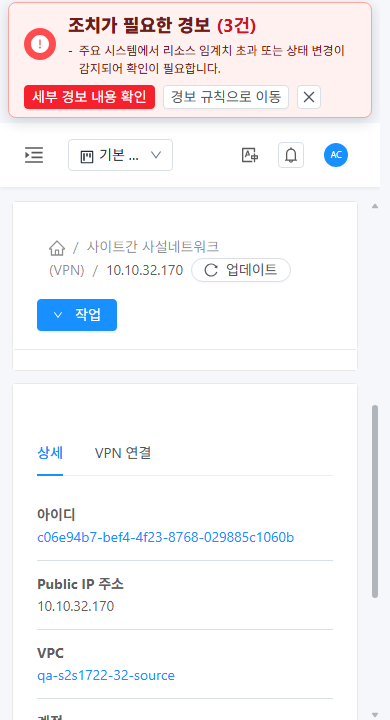 조치가 필요한 경보 (3건)
- 주요 시스템에서 리소스 임계치 초과 또는 상태 변경이
감지되어 확인이 필요합니다.
세부 경보 내용 확인 경보 규칙으로 이동
기본 ... AC
/ 사이트간 사설네트워크
(VPN) / 10.10.32.170 업데이트
작업
상세 VPN 연결
아이디
c06e94b7-bef4-4f23-8768-029885c1060b
Public IP 주소
10.10.32.170
VPC
qa-s2s1722-32-source